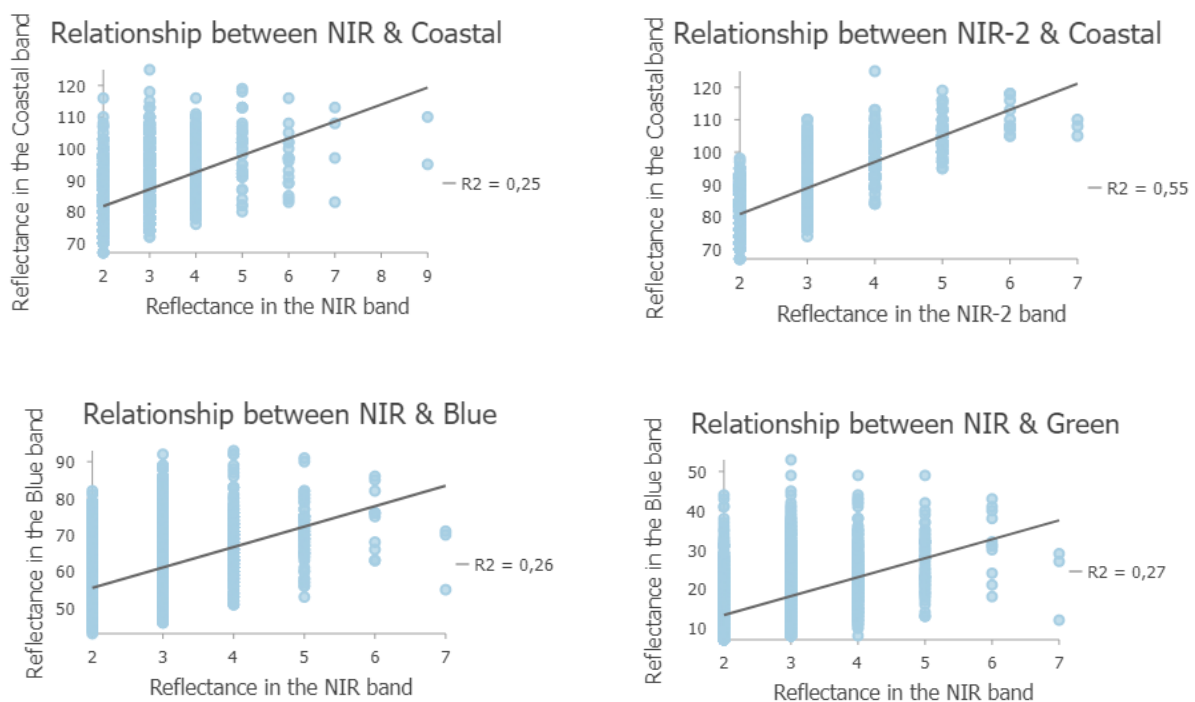 Relationship between NIR & Coastal
Reflectance in the Coastal band
120
110
100
90
80
70
2 3 4 5 6 7 8 9
Reflectance in the NIR band
R2 = 0,25
Relationship between NIR-2 & Coastal
Reflectance in the Coastal band
120
110
100
90
80
70
2 3 4 5 6 7
Reflectance in the NIR-2 band
R2 = 0,55
Relationship between NIR & Blue
Reflectance in the Blue band
90
80
70
60
50
2 3 4 5 6 7
Reflectance in the NIR band
R2 = 0,26
Relationship between NIR & Green
Reflectance in the Blue band
50
40
30
20
10
2 3 4 5 6 7
Reflectance in the NIR band
R2 = 0,27